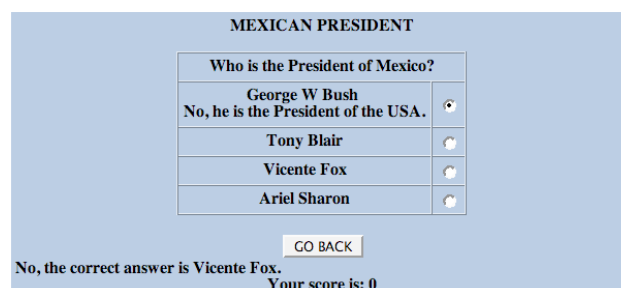 MEXICAN PRESIDENT
Who is the President of Mexico?
George W Bush
No, he is the President of the USA.
Tony Blair
Vicente Fox
Ariel Sharon
GO BACK
No, the correct answer is Vicente Fox.
Your score is: 0